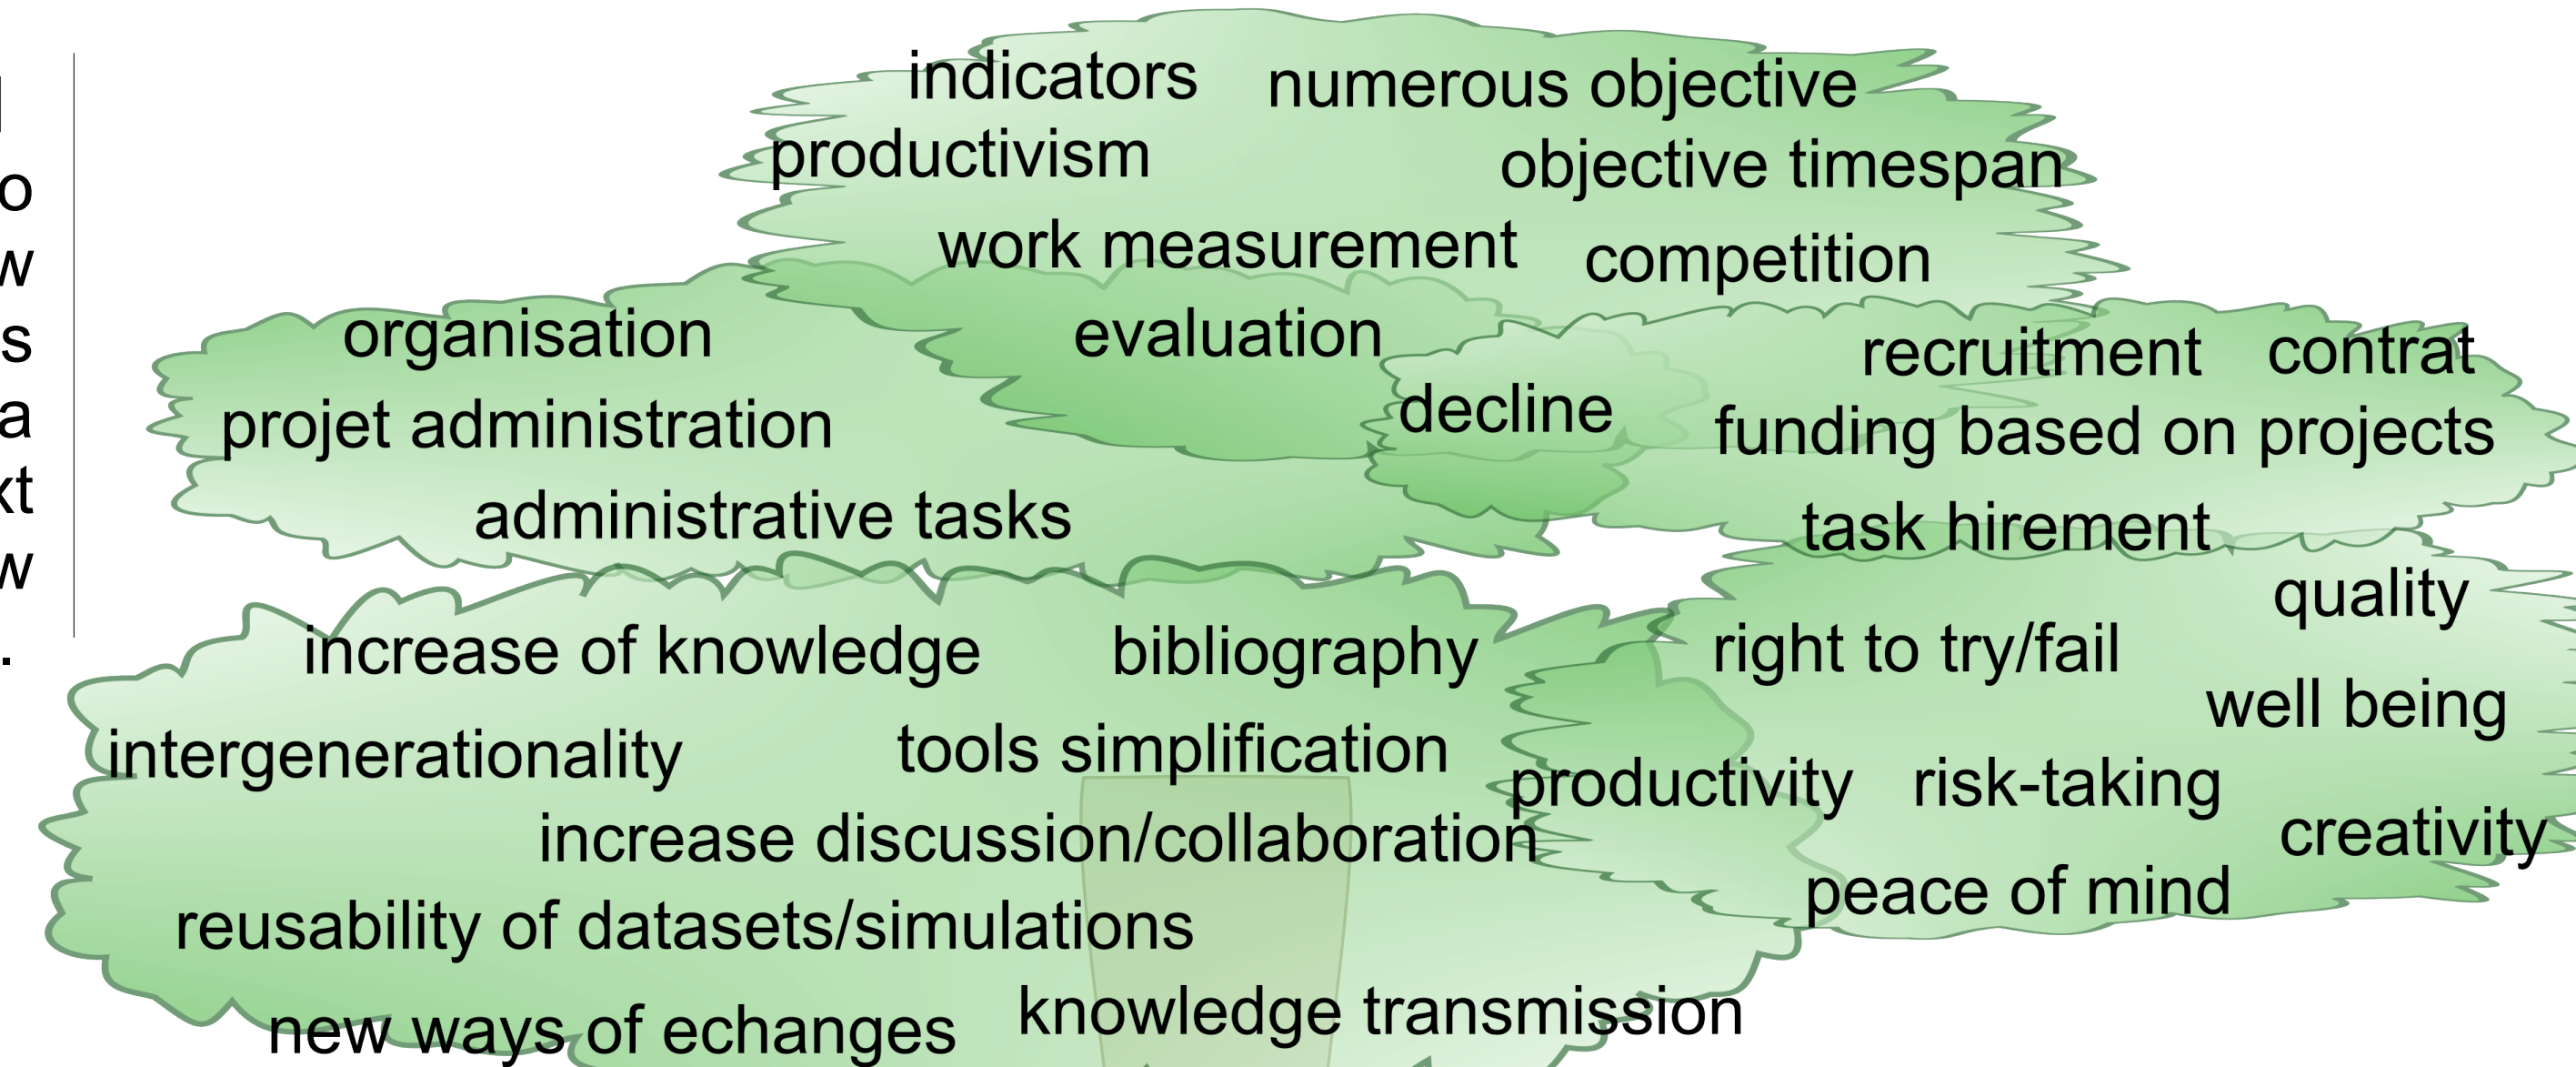 indicators
numerous objective
productivism
objective timespan
work measurement
competition
organisation
evaluation
recruitment
contrat
projet administration
decline
funding based on projects
administrative tasks
task hirement
quality
increase of knowledge
bibliography
right to try/fail
well being
intergenerationality
tools simplification
productivity
risk-taking
increase discussion/collaboration
creativity
peace of mind
reusability of datasets/simulations
new ways of echanges
knowledge transmission